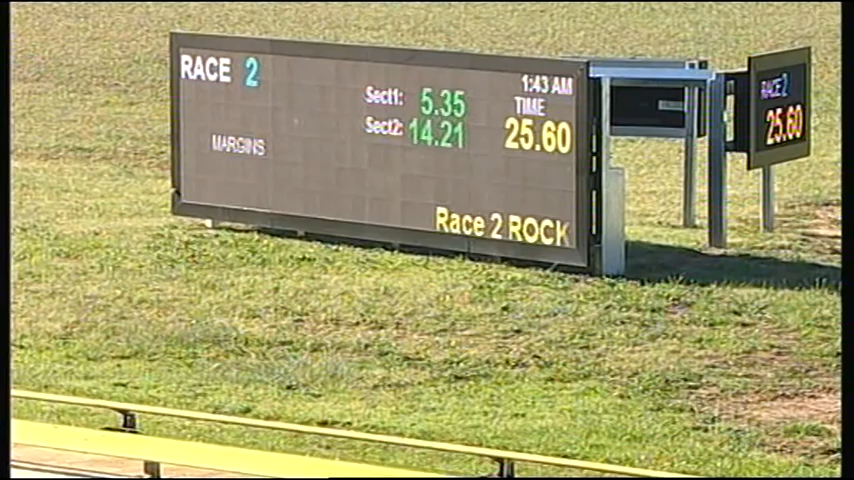 RACE 2
1:43 AM
Sect1: 5.35
TIME
Sect2: 14.21
25.60
MARGINS
Race 2 ROCK
RACE 2
25.60